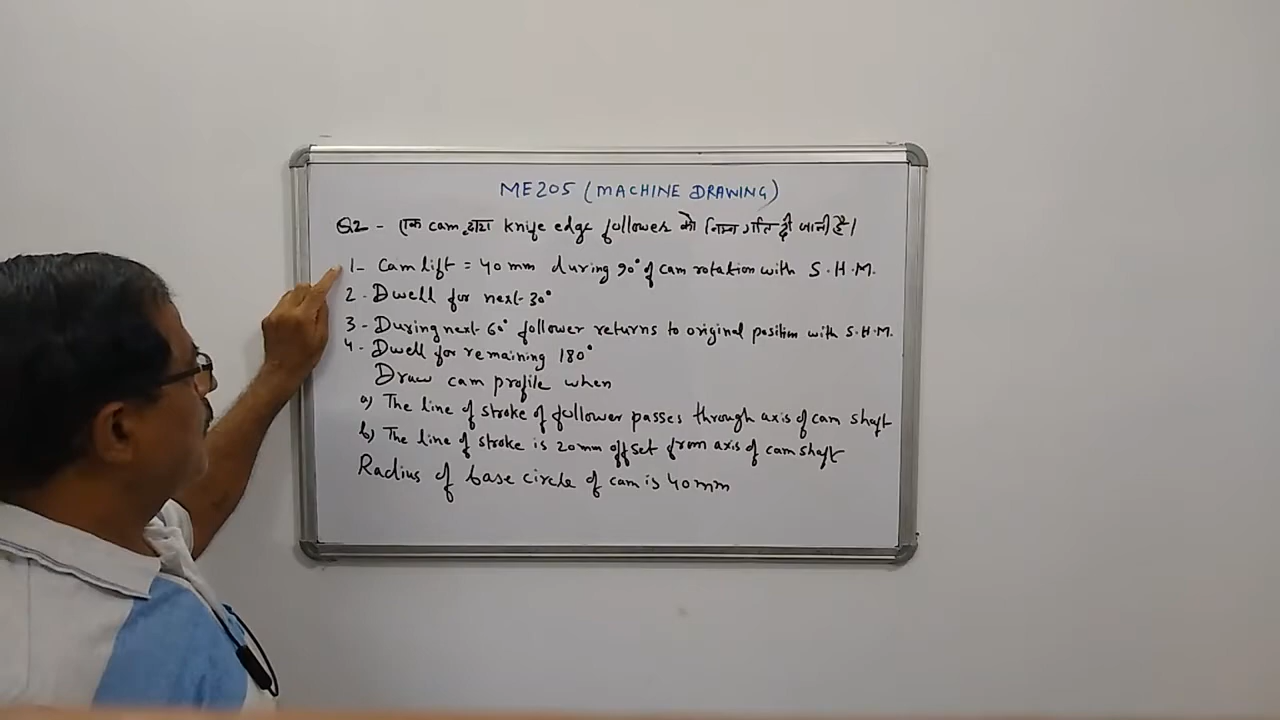 ME205 (MACHINE DRAWING)
Q2 - एक cam द्वारा knife edge follower को निम्न गति दी जाती है।
1- Cam lift = 40 mm during 90° of cam rotation with S.H.M.
2- Dwell for next 30°
3- During next 60° follower returns to original position with S.H.M.
4- Dwell for remaining 180°
Draw cam profile when
a) The line of stroke of follower passes through axis of cam shaft
b) The line of stroke is 20mm offset from axis of cam shaft
Radius of base circle of cam is 40mm